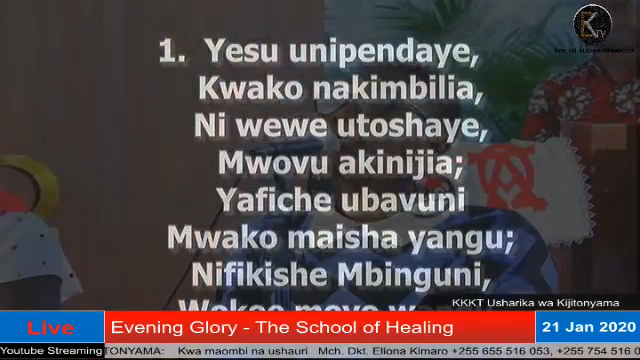 1. Yesu unipendaye,
Kwako nakimbilia,
Ni wewe utoshaye,
Mwovu akinijia;
Yafiche ubavuni
Mwako maisha yangu;
Nifikishe Mbinguni,
KKKT Usharika wa Kijitonyama
Live
Evening Glory - The School of Healing
21 Jan 2020
Youtube Streaming
TONYAMA: Kwa maombi na ushauri Mch. Dkt. Eliona Kimaro +255 655 516 053, +255 754 516